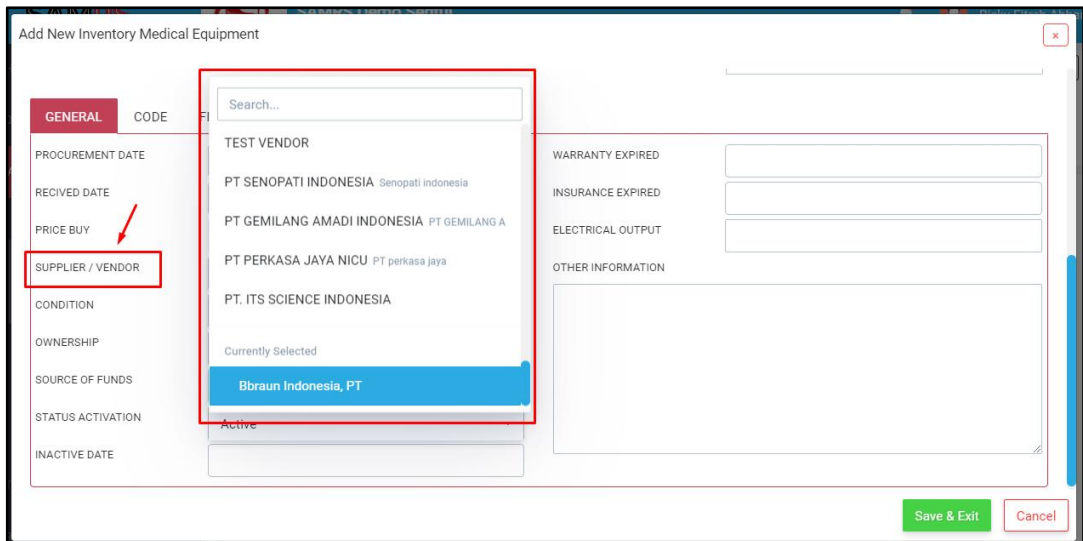 SAMRS Demo Sentul
Add New Inventory Medical Equipment
×
Search...
GENERAL CODE
TEST VENDOR
PROCUREMENT DATE
WARRANTY EXPIRED
PT SENOPATI INDONESIA Senopati indonesia
RECIVED DATE
INSURANCE EXPIRED
PT GEMILANG AMADI INDONESIA PT GEMILANG A
PRICE BUY
ELECTRICAL OUTPUT
PT PERKASA JAYA NICU PT perkasa jaya
SUPPLIER / VENDOR
OTHER INFORMATION
PT. ITS SCIENCE INDONESIA
CONDITION
OWNERSHIP
Currently Selected
SOURCE OF FUNDS
Bbraun Indonesia, PT
STATUS ACTIVATION
Active
INACTIVE DATE
Save & Exit
Cancel